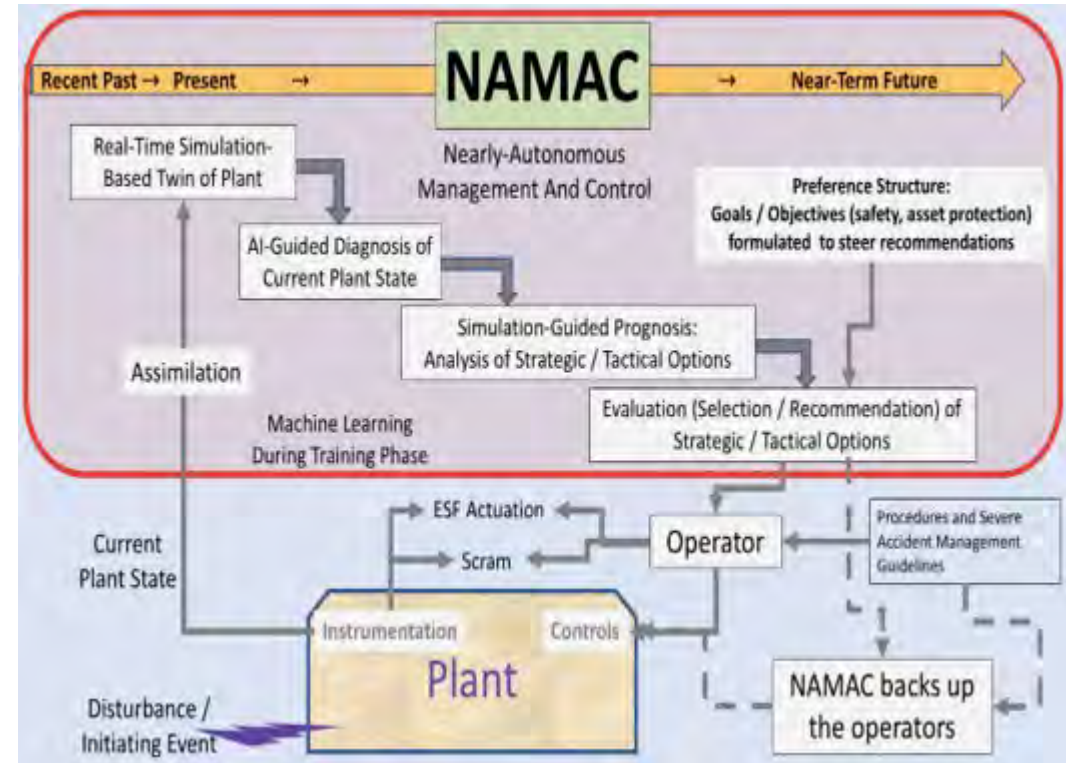 NAMAC
Recent Past → Present →
→ Near-Term Future
Nearly-Autonomous
Management And Control
Real-Time Simulation-
Based Twin of Plant
Preference Structure:
Goals / Objectives (safety, asset protection)
formulated to steer recommendations
AI-Guided Diagnosis of
Current Plant State
Simulation-Guided Prognosis:
Analysis of Strategic / Tactical Options
Assimilation
Evaluation (Selection / Recommendation) of
Strategic / Tactical Options
Machine Learning
During Training Phase
ESF Actuation
Scram
Operator
Procedures and Severe
Accident Management
Guidelines
Current
Plant State
Instrumentation
Controls
Plant
NAMAC backs up
the operators
Disturbance /
Initiating Event